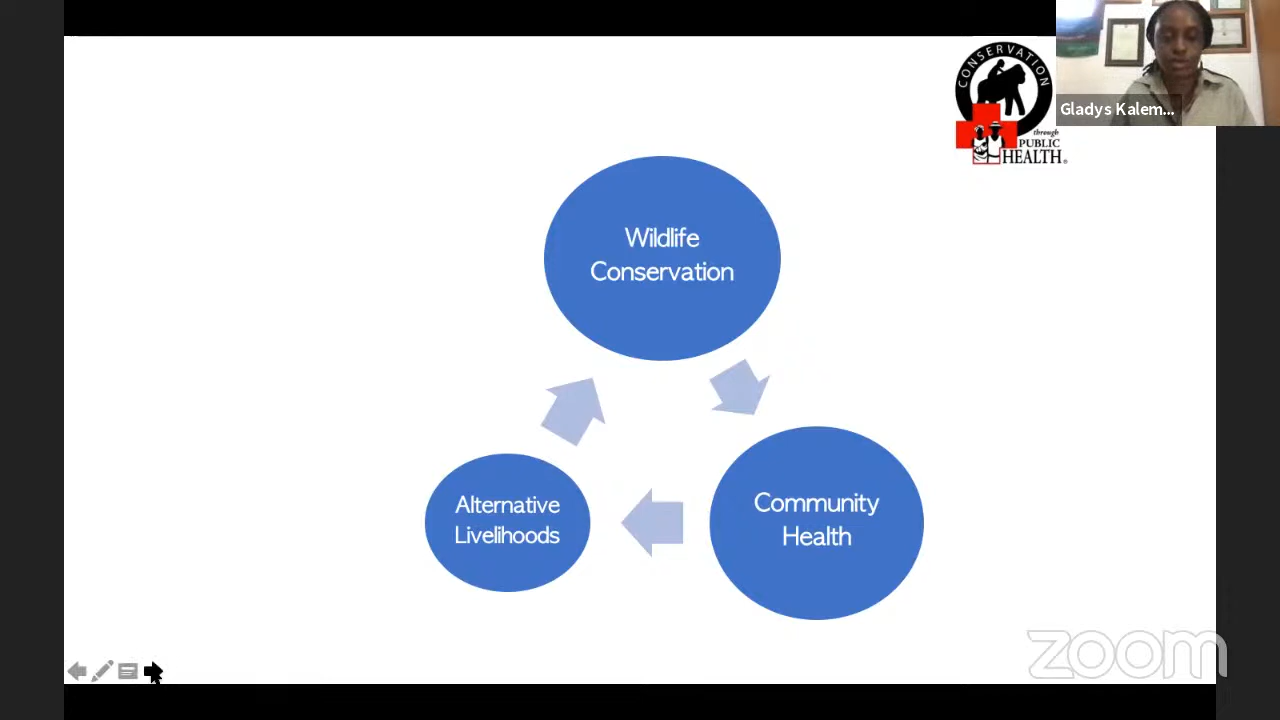 CONSERVATION
through
PUBLIC
HEALTH®
Gladys Kalem...
Wildlife
Conservation
Alternative
Livelihoods
Community
Health
zoom